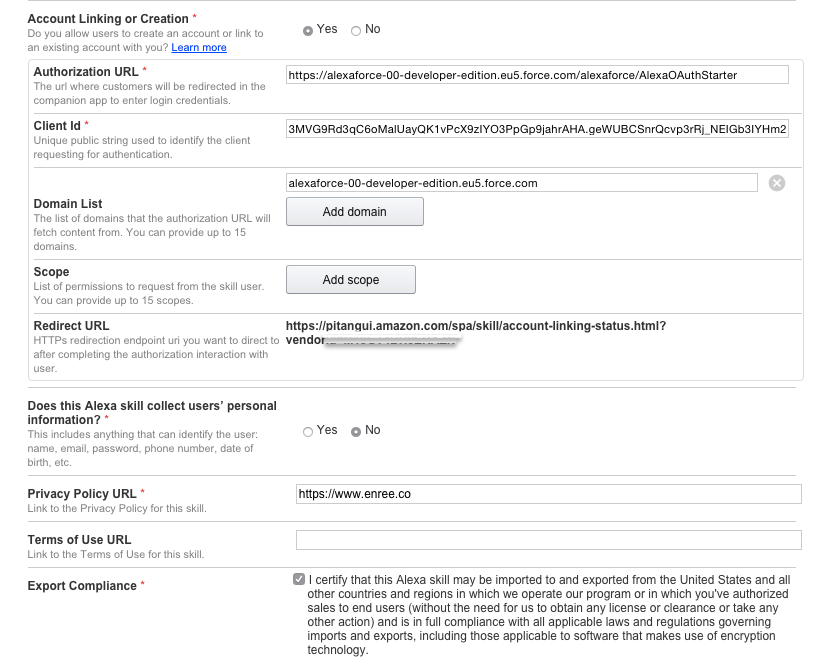 Account Linking or Creation *
Do you allow users to create an account or link to
an existing account with you? Learn more
Yes No
Authorization URL *
The url where customers will be redirected in the
companion app to enter login credentials.
https://alexaforce-00-developer-edition.eu5.force.com/alexaforce/AlexaOAuthStarter
Client Id *
Unique public string used to identify the client
requesting for authentication.
3MVG9Rd3qC6oMalUayQK1vPcX9zIYO3PpGp9jahrAHA.geWUBCSnrQcvp3rRj_NEIGb3IYHm2
alexaforce-00-developer-edition.eu5.force.com
Domain List
The list of domains that the authorization URL will
fetch content from. You can provide up to 15
domains.
Add domain
Scope
List of permissions to request from the skill user.
You can provide up to 15 scopes.
Add scope
Redirect URL
HTTPs redirection endpoint uri you want to direct to
after completing the authorization interaction with
user.
https://pitangui.amazon.com/spa/skill/account-linking-status.html?
Does this Alexa skill collect users' personal
information? *
This includes anything that can identify the user:
name, email, password, phone number, date of
birth, etc.
Yes No
Privacy Policy URL *
Link to the Privacy Policy for this skill.
https://www.enree.co
Terms of Use URL
Link to the Terms of Use for this skill.
Export Compliance *
I certify that this Alexa skill may be imported to and exported from the United States and all
other countries and regions in which we operate our program or in which you've authorized
sales to end users (without the need for us to obtain any license or clearance or take any
other action) and is in full compliance with all applicable laws and regulations governing
imports and exports, including those applicable to software that makes use of encryption
technology.